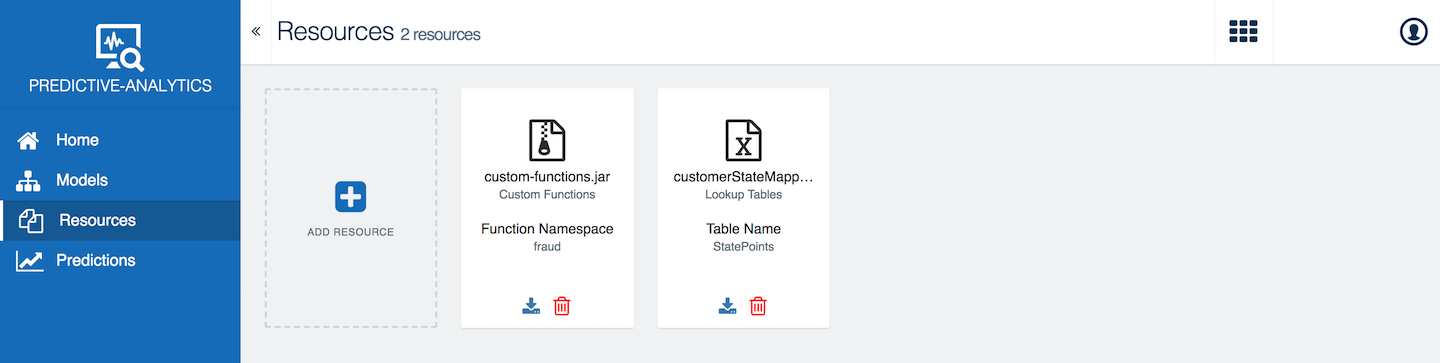 PREDICTIVE-ANALYTICS
Home
Models
Resources
Predictions
« Resources 2 resources
ADD RESOURCE
custom-functions.jar
Custom Functions
Function Namespace
fraud
X
customerStateMapp...
Lookup Tables
Table Name
StatePoints